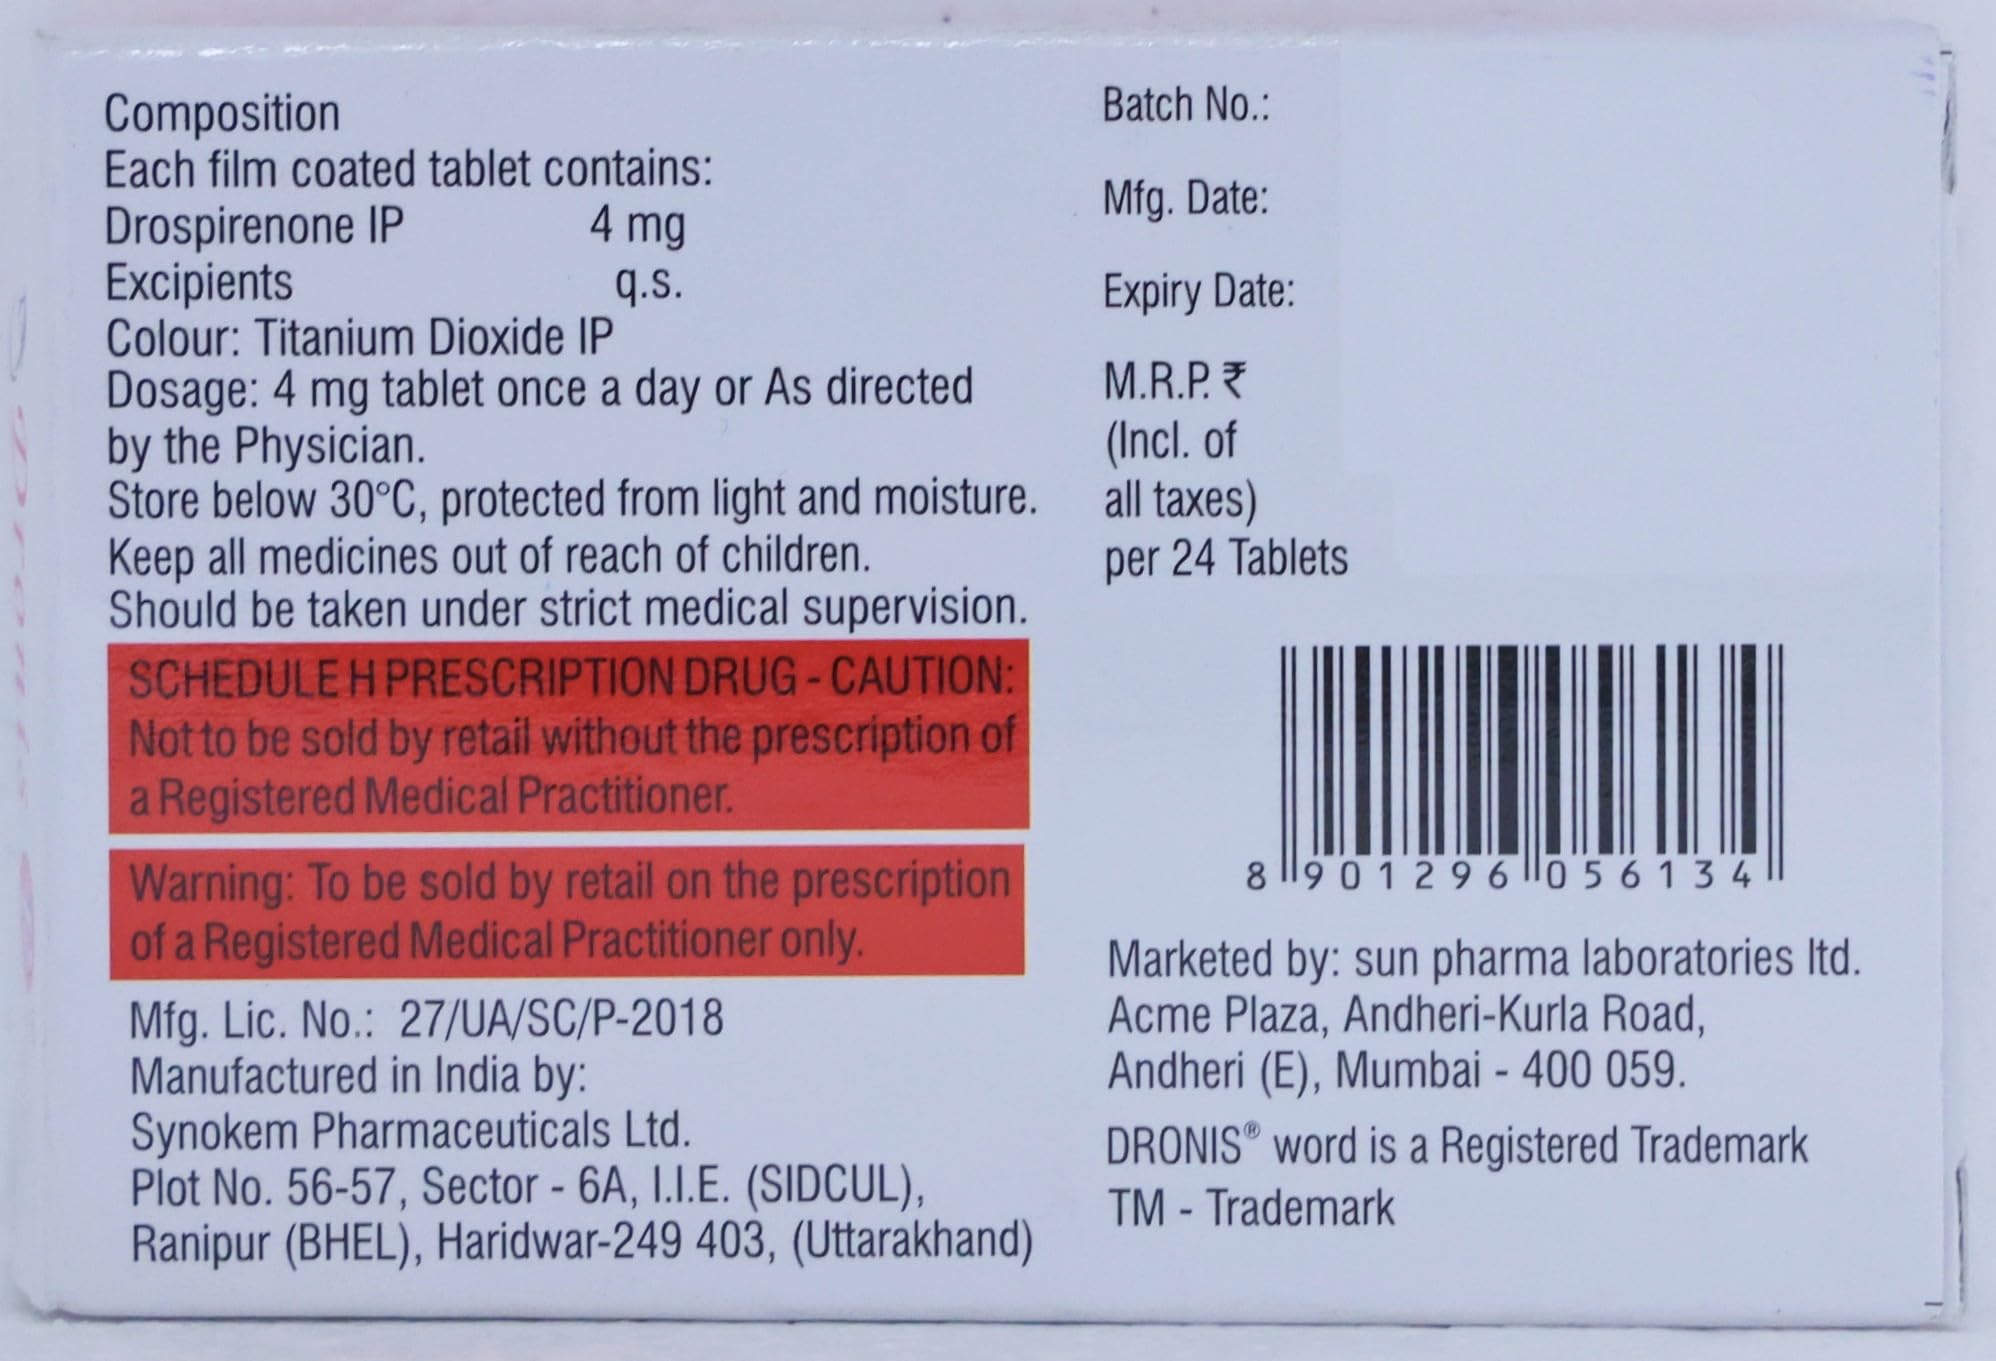 Composition
Each film coated tablet contains:
Drospirenone IP 4 mg
Excipients q.s.
Colour: Titanium Dioxide IP
Dosage: 4 mg tablet once a day or As directed
by the Physician.
Store below 30°C, protected from light and moisture.
Keep all medicines out of reach of children.
Should be taken under strict medical supervision.
SCHEDULE H PRESCRIPTION DRUG - CAUTION:
Not to be sold by retail without the prescription of
a Registered Medical Practitioner.
Warning: To be sold by retail on the prescription
of a Registered Medical Practitioner only.
Mfg. Lic. No.: 27/UA/SC/P-2018
Manufactured in India by:
Synokem Pharmaceuticals Ltd.
Plot No. 56-57, Sector - 6A, I.I.E. (SIDCUL),
Ranipur (BHEL), Haridwar-249 403, (Uttarakhand)
Batch No.:
Mfg. Date:
Expiry Date:
M.R.P. ₹
(Incl. of
all taxes)
per 24 Tablets
8 901296 056134
Marketed by: sun pharma laboratories ltd.
Acme Plaza, Andheri-Kurla Road,
Andheri (E), Mumbai - 400 059.
DRONIS® word is a Registered Trademark
TM - Trademark